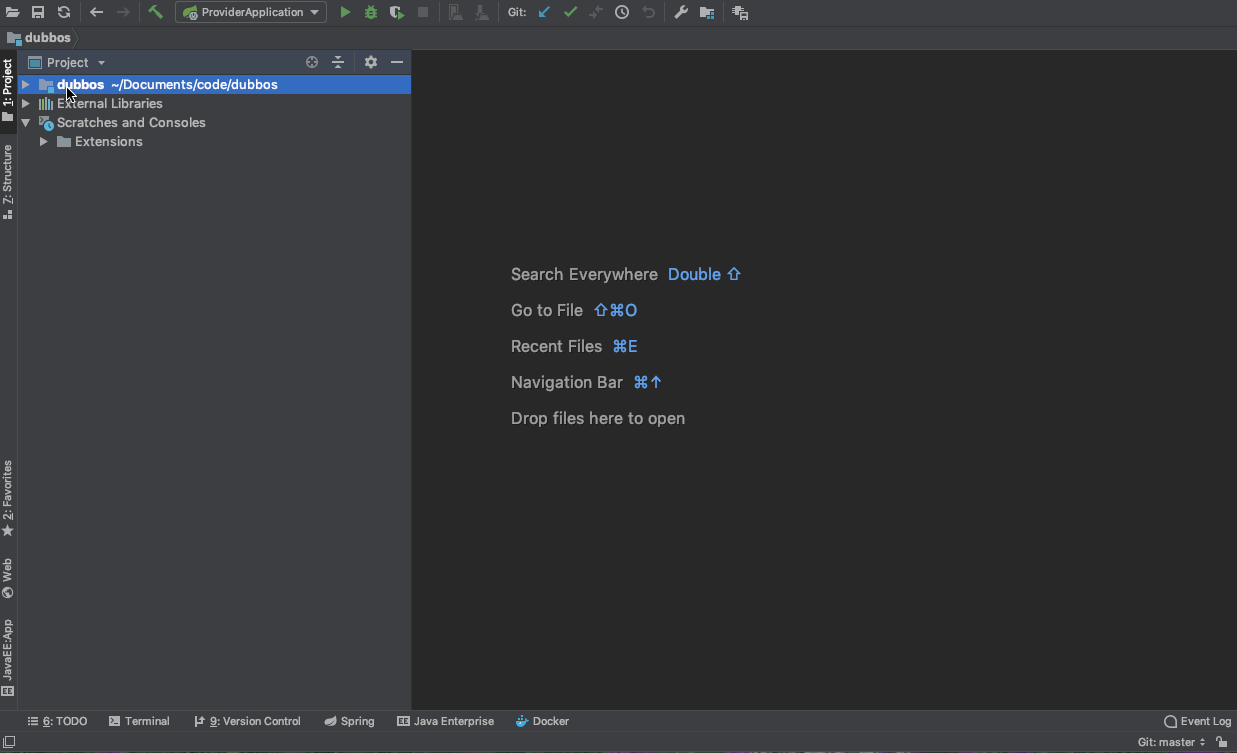 ProviderApplication
Git:
dubbos
Project
dubbos ~/Documents/code/dubbos
External Libraries
Scratches and Consoles
Extensions
1: Project
Z: Structure
2: Favorites
Web
JavaEE:App
Search Everywhere Double ⇧
Go to File ⇧⌘O
Recent Files ⌘E
Navigation Bar ⌘↑
Drop files here to open
6: TODO
Terminal
9: Version Control
Spring
Java Enterprise
Docker
Event Log
Git: master